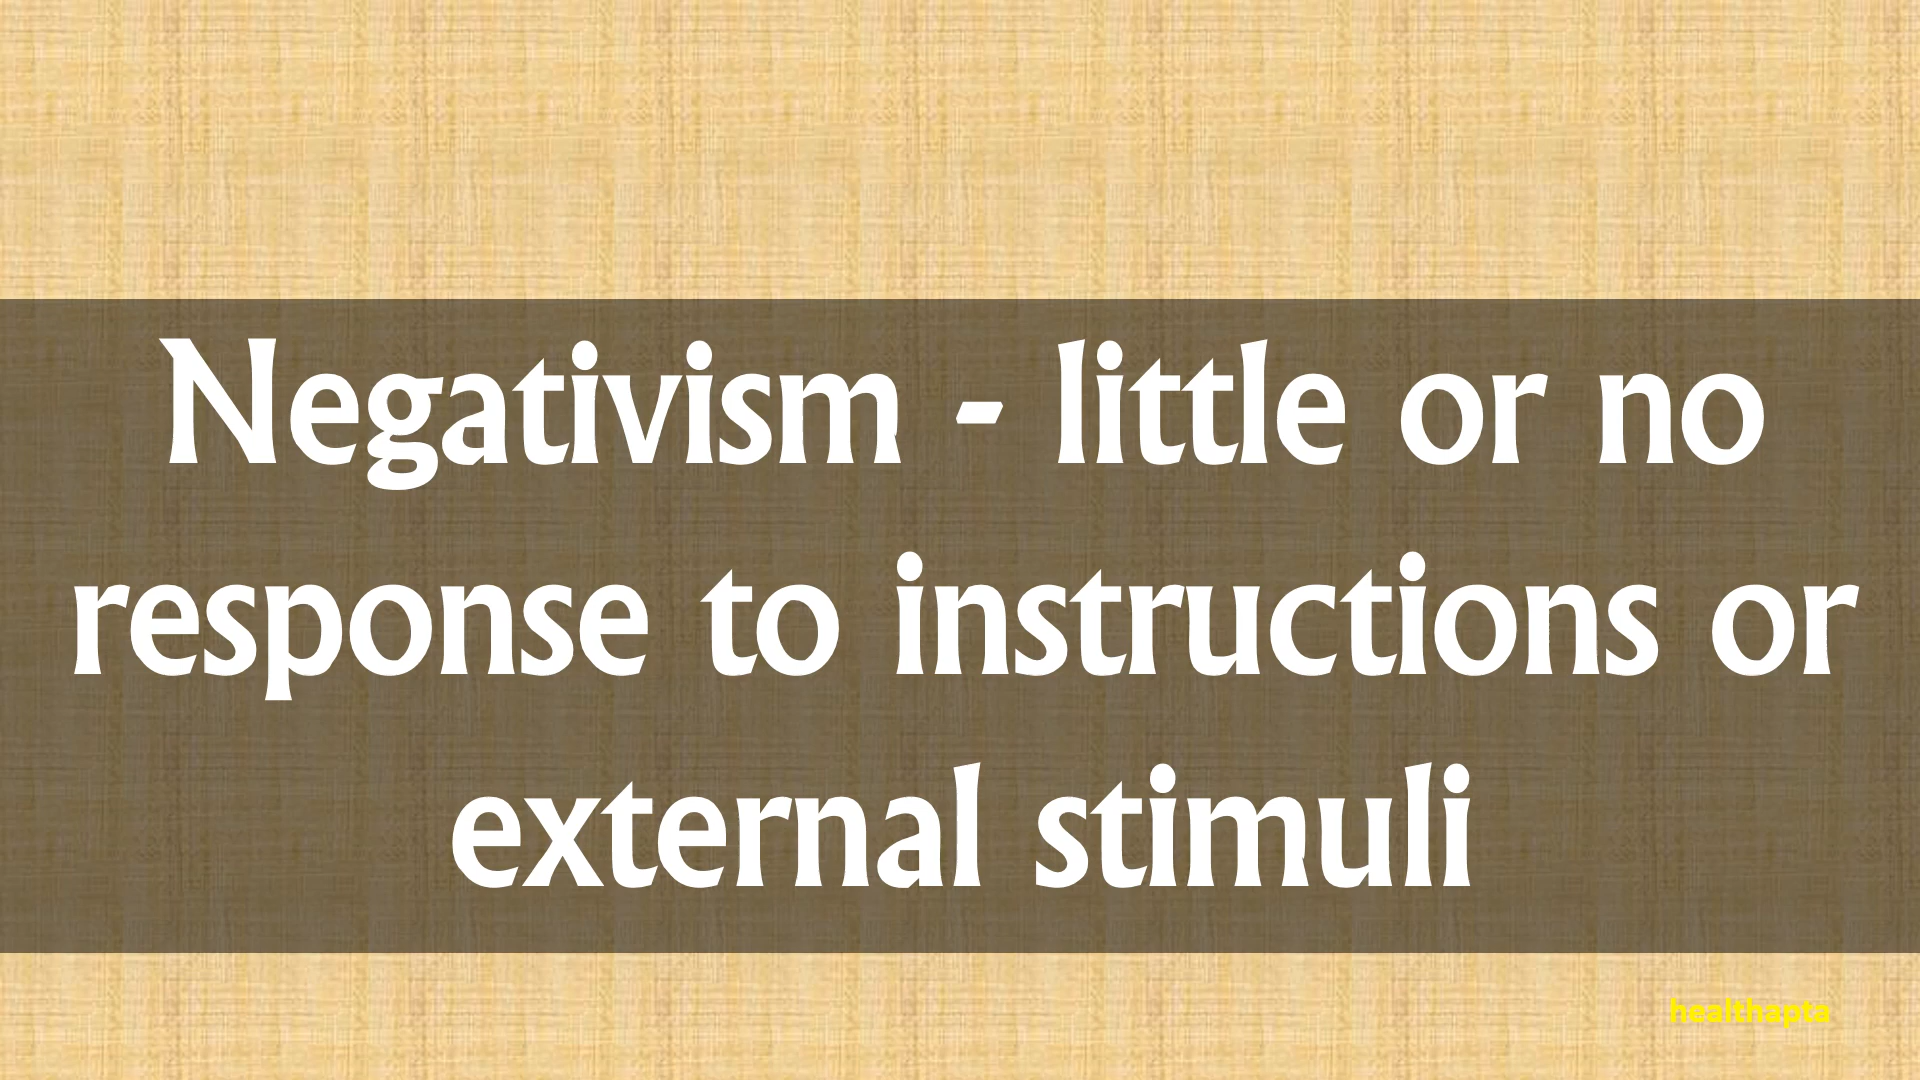 Negativism - little or no
response to instructions or
external stimuli
healthapta